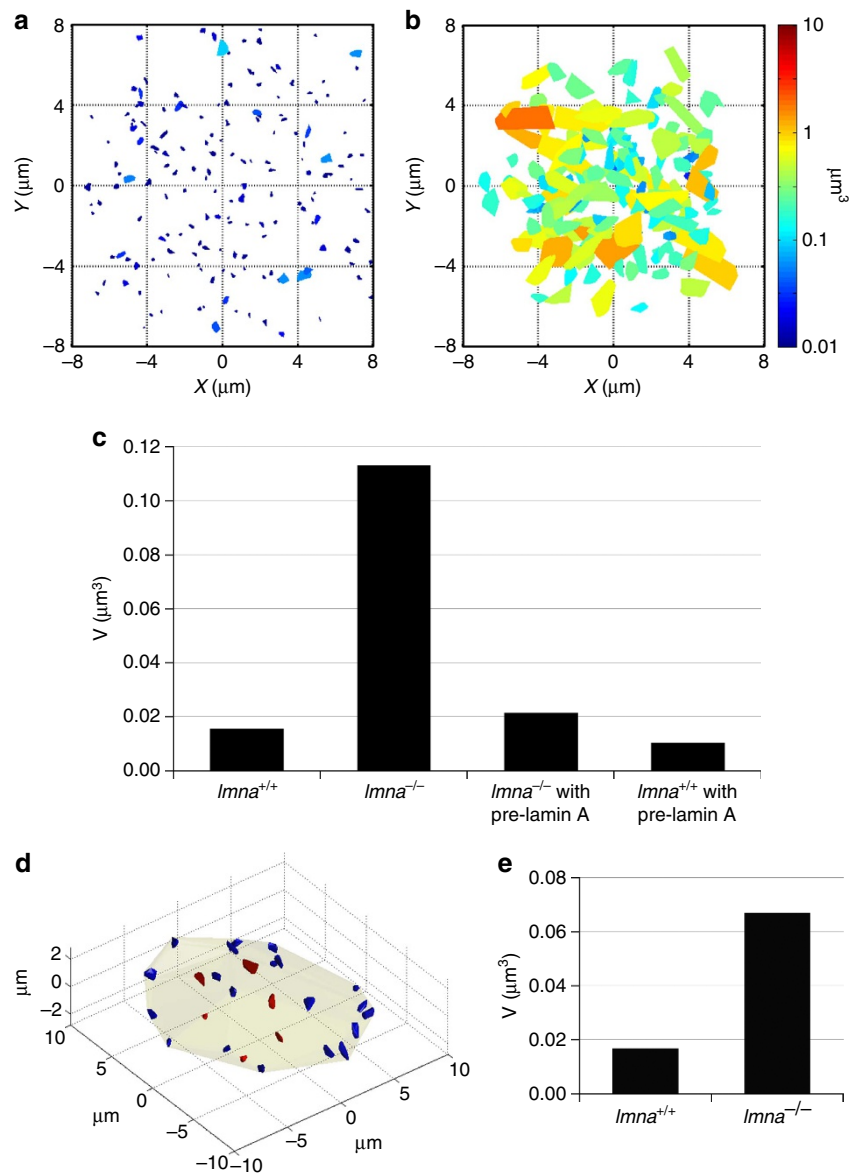 a
8
4
0
−4
−8
Y (μm)
−8 −4 0 4 8
X (μm)
b
8
4
0
−4
−8
Y (μm)
−8 −4 0 4 8
X (μm)
10
1
0.1
0.01
μm³
c
0.12
0.10
0.08
0.06
0.04
0.02
0.00
V (μm³)
lmna⁺/⁺ lmna⁻/⁻ lmna⁻/⁻ with lmna⁺/⁺ with
pre-lamin A pre-lamin A
d
2
0
−2
μm
10
5
0
−5
−10
μm
−10
−5
0
5
10
μm
e
0.08
0.06
0.04
0.02
0.00
V (μm³)
lmna⁺/⁺ lmna⁻/⁻